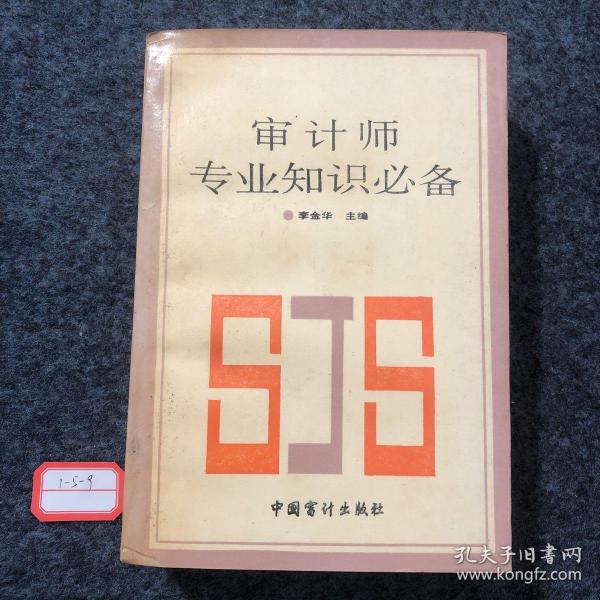 审计师
专业知识必备
李金华 主编
SJS
中国审计出版社
1-5-9
孔夫子旧书网
www.kongfz.com